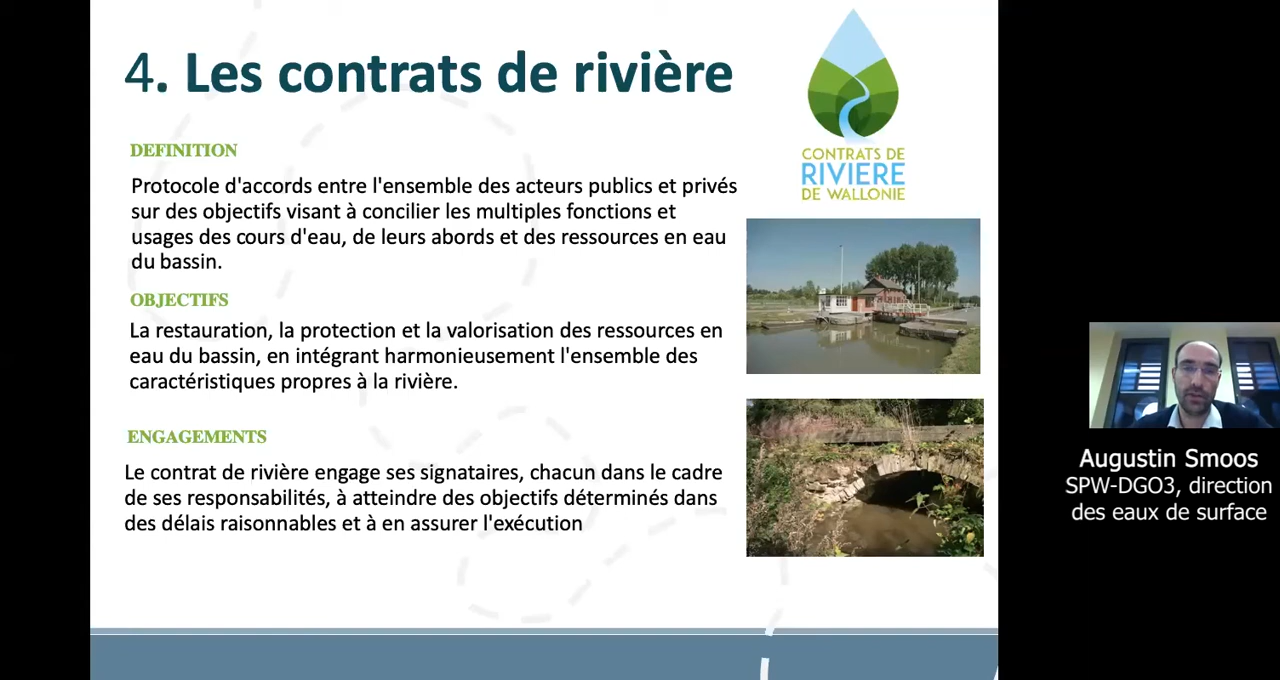 4. Les contrats de rivière
CONTRATS DE
RIVIERE
DE WALLONIE
DEFINITION
Protocole d'accords entre l'ensemble des acteurs publics et privés
sur des objectifs visant à concilier les multiples fonctions et
usages des cours d'eau, de leurs abords et des ressources en eau
du bassin.
OBJECTIFS
La restauration, la protection et la valorisation des ressources en
eau du bassin, en intégrant harmonieusement l'ensemble des
caractéristiques propres à la rivière.
ENGAGEMENTS
Le contrat de rivière engage ses signataires, chacun dans le cadre
de ses responsabilités, à atteindre des objectifs déterminés dans
des délais raisonnables et à en assurer l'exécution
Augustin Smoos
SPW-DGO3, direction
des eaux de surface